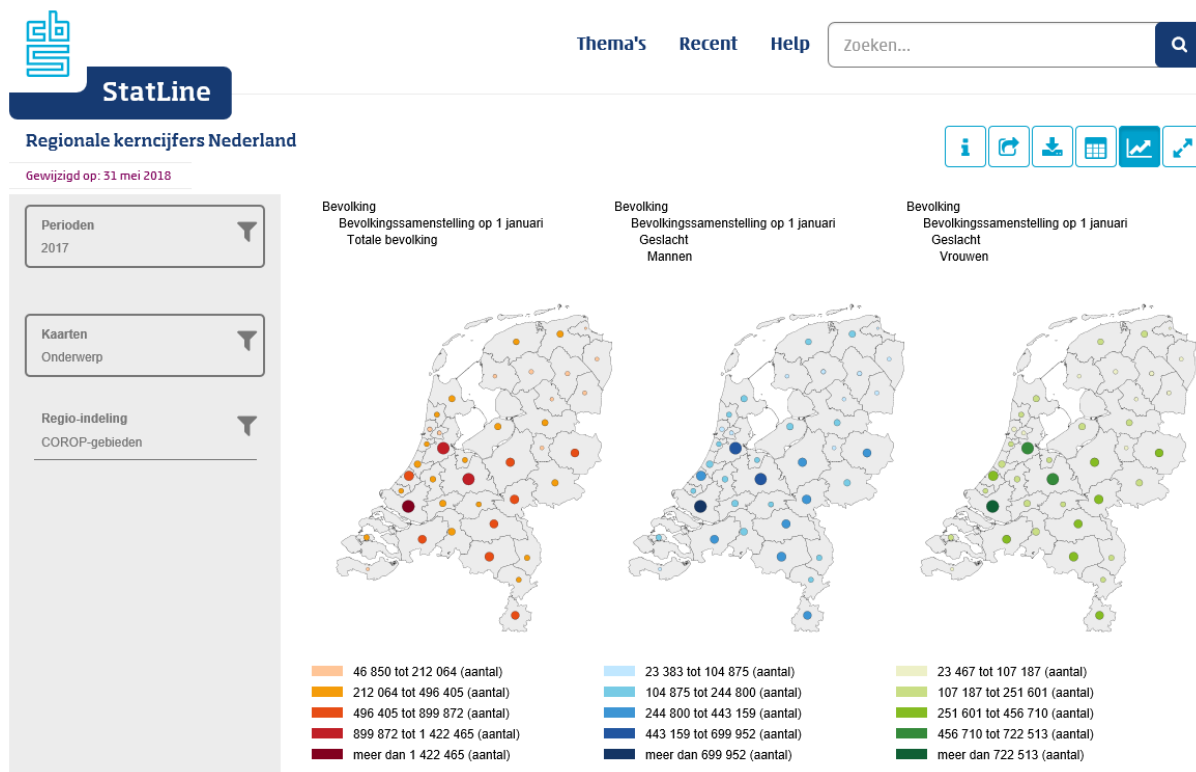 cbs
Thema's Recent Help Zoeken...
StatLine
Regionale kerncijfers Nederland
Gewijzigd op: 31 mei 2018
Perioden
2017
Kaarten
Onderwerp
Regio-indeling
COROP-gebieden
Bevolking
Bevolkingssamenstelling op 1 januari
Totale bevolking
Bevolking
Bevolkingssamenstelling op 1 januari
Geslacht
Mannen
Bevolking
Bevolkingssamenstelling op 1 januari
Geslacht
Vrouwen
46 850 tot 212 064 (aantal)
212 064 tot 496 405 (aantal)
496 405 tot 899 872 (aantal)
899 872 tot 1 422 465 (aantal)
meer dan 1 422 465 (aantal)
23 383 tot 104 875 (aantal)
104 875 tot 244 800 (aantal)
244 800 tot 443 159 (aantal)
443 159 tot 699 952 (aantal)
meer dan 699 952 (aantal)
23 467 tot 107 187 (aantal)
107 187 tot 251 601 (aantal)
251 601 tot 456 710 (aantal)
456 710 tot 722 513 (aantal)
meer dan 722 513 (aantal)